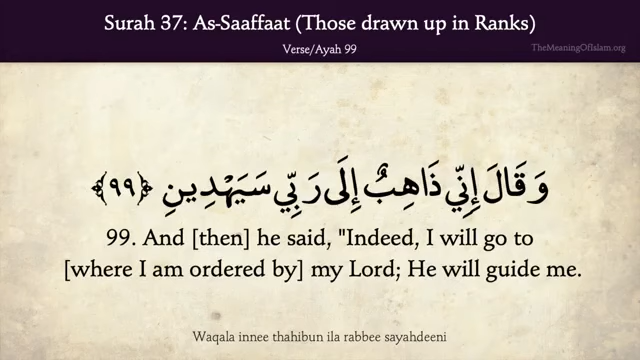 Surah 37: As-Saaffaat (Those drawn up in Ranks)
Verse/Ayah 99
TheMeaningOfIslam.org
وَقَالَ إِنِّي ذَاهِبٌ إِلَى رَبِّي سَيَهْدِينِ ﴿٩٩﴾
99. And [then] he said, "Indeed, I will go to
[where I am ordered by] my Lord; He will guide me.
Waqala innee thahibun ila rabbee sayahdeeni